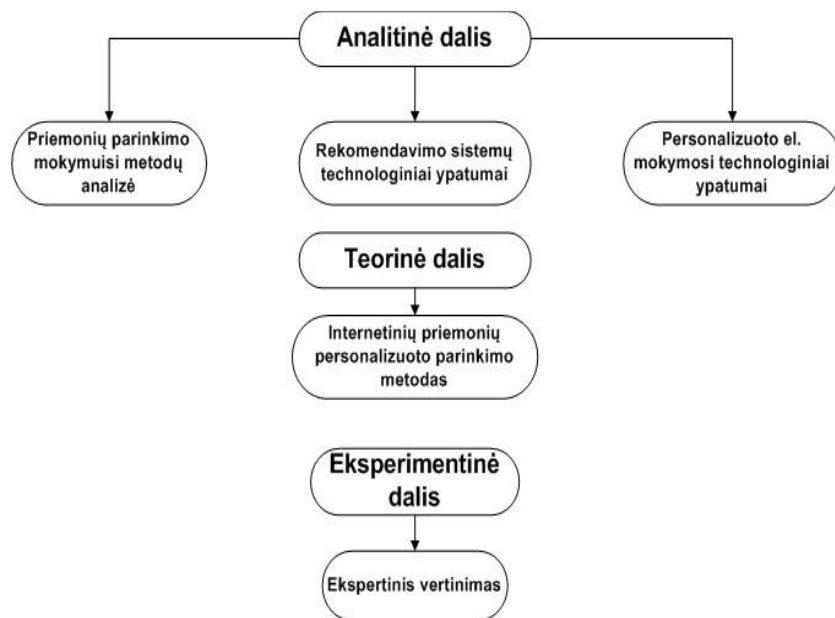 Analitinė dalis
Priemonių parinkimo
mokymuisi metodų
analizė
Rekomendavimo sistemų
technologiniai ypatumai
Personalizuoto el.
mokymosi technologiniai
ypatumai
Teorinė dalis
Internetinių priemonių
personalizuoto parinkimo
metodas
Eksperimentinė
dalis
Ekspertinis vertinimas